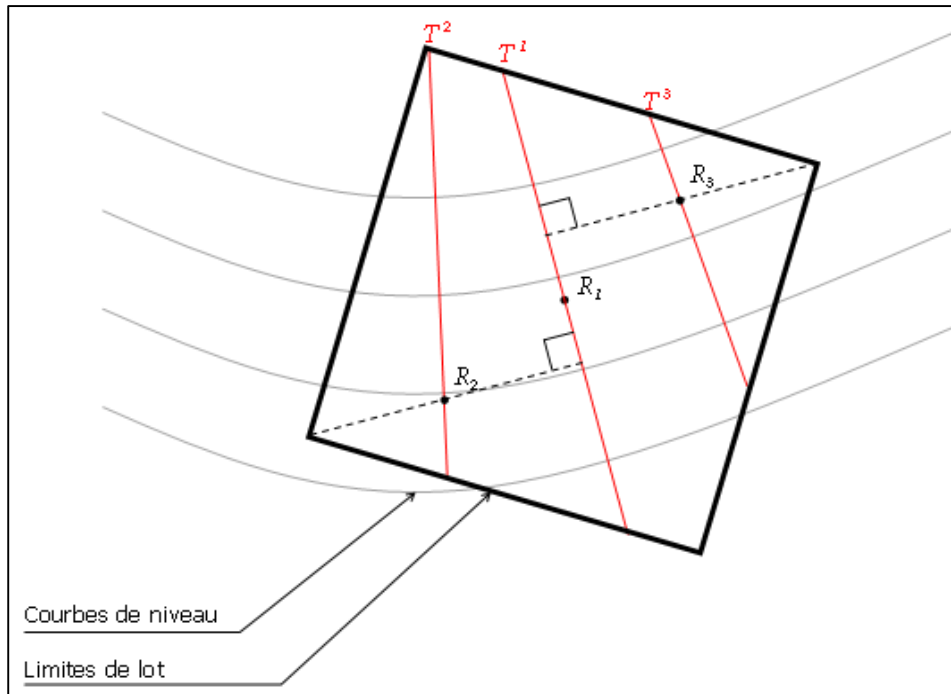 T² T¹
T³
R₃
R₁
R₂
Courbes de niveau
Limites de lot